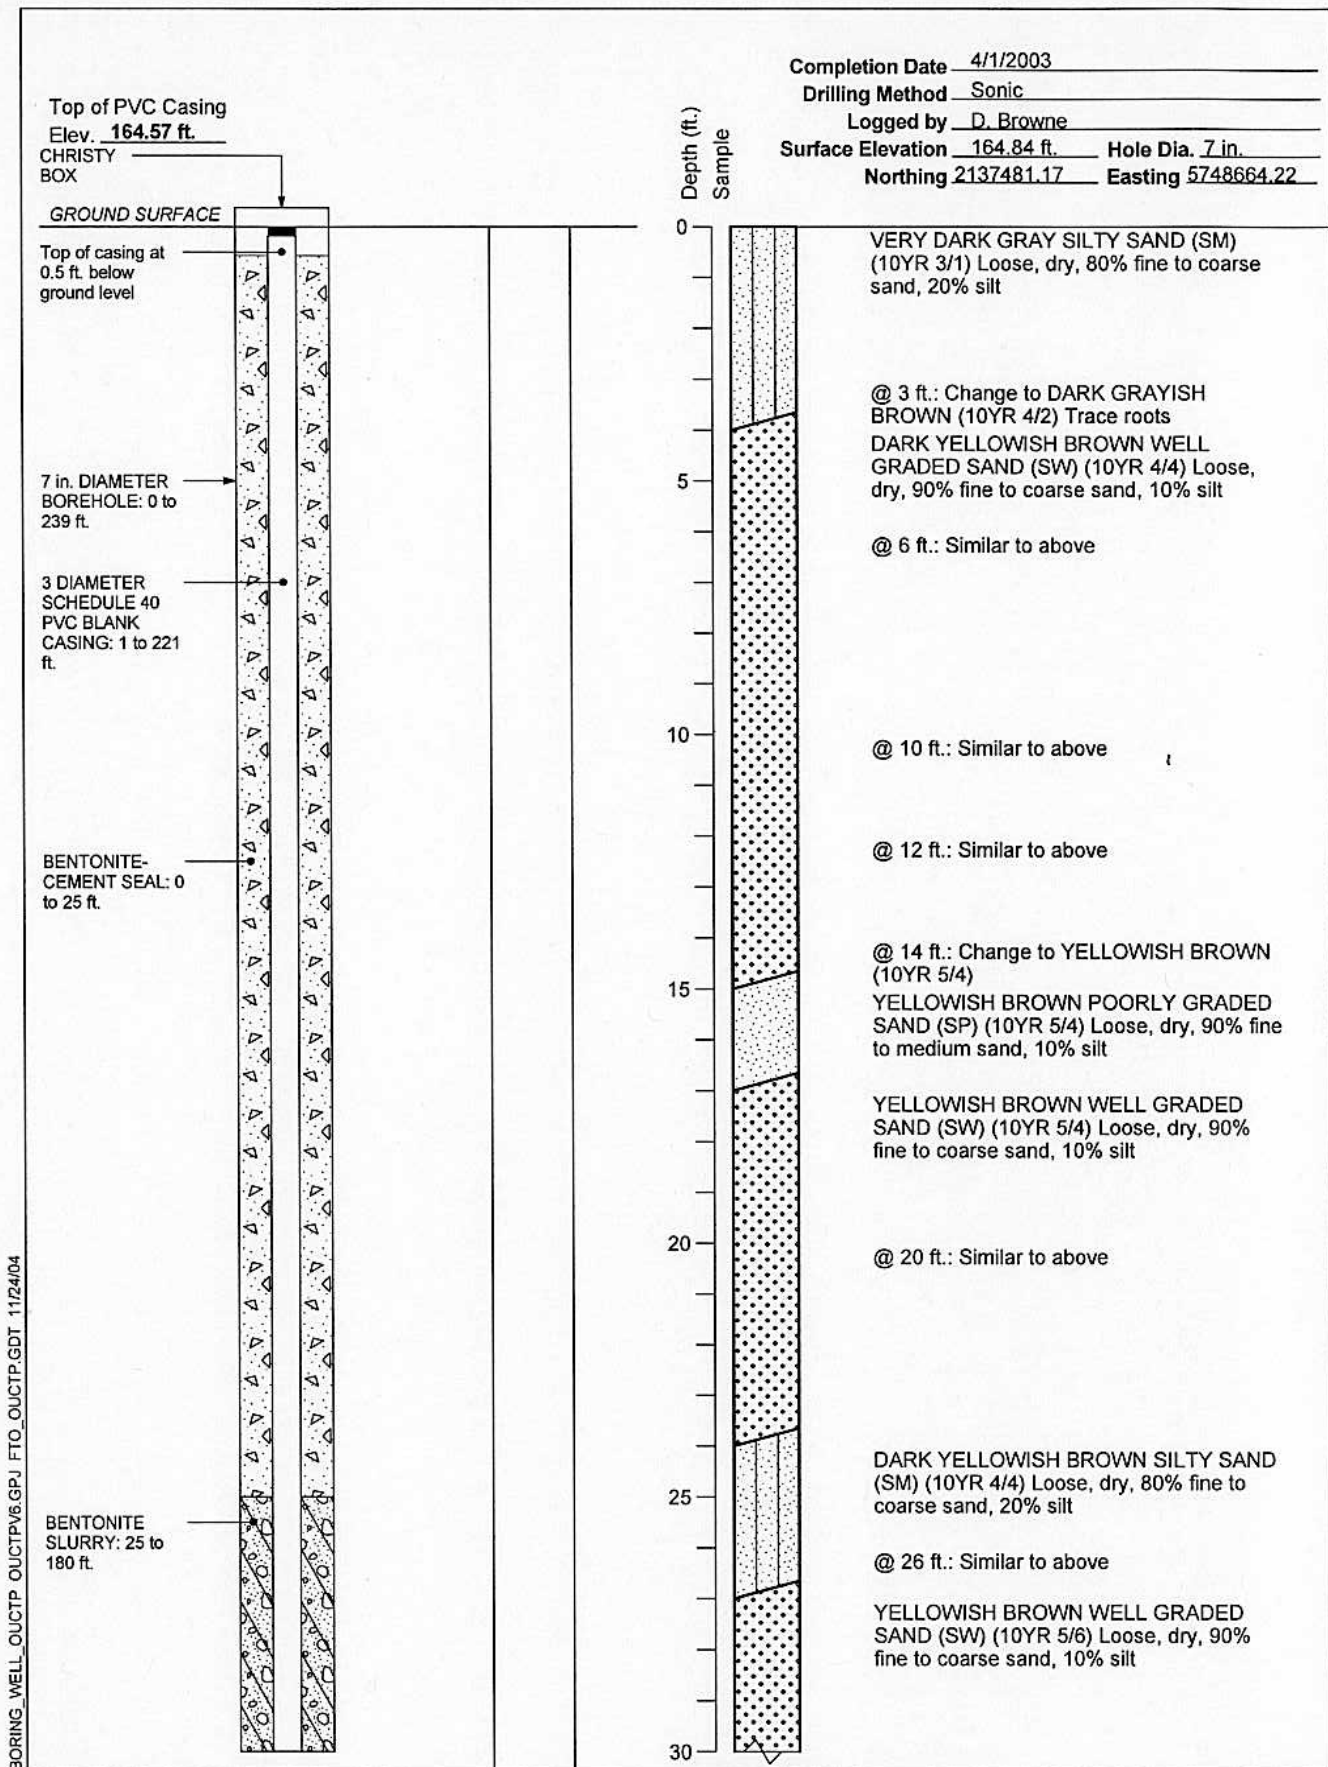 Completion Date 4/1/2003
Drilling Method Sonic
Logged by D. Browne
Surface Elevation 164.84 ft. Hole Dia. 7 in.
Northing 2137481.17 Easting 5748664.22
Top of PVC Casing
Elev. 164.57 ft.
CHRISTY
BOX
GROUND SURFACE
Top of casing at
0.5 ft. below
ground level
7 in. DIAMETER
BOREHOLE: 0 to
239 ft.
3 DIAMETER
SCHEDULE 40
PVC BLANK
CASING: 1 to 221
ft.
BENTONITE-
CEMENT SEAL: 0
to 25 ft.
BENTONITE
SLURRY: 25 to
180 ft.
Depth (ft.)
Sample
0
5
10
15
20
25
30
VERY DARK GRAY SILTY SAND (SM)
(10YR 3/1) Loose, dry, 80% fine to coarse
sand, 20% silt
@ 3 ft.: Change to DARK GRAYISH
BROWN (10YR 4/2) Trace roots
DARK YELLOWISH BROWN WELL
GRADED SAND (SW) (10YR 4/4) Loose,
dry, 90% fine to coarse sand, 10% silt
@ 6 ft.: Similar to above
@ 10 ft.: Similar to above
@ 12 ft.: Similar to above
@ 14 ft.: Change to YELLOWISH BROWN
(10YR 5/4)
YELLOWISH BROWN POORLY GRADED
SAND (SP) (10YR 5/4) Loose, dry, 90% fine
to medium sand, 10% silt
YELLOWISH BROWN WELL GRADED
SAND (SW) (10YR 5/4) Loose, dry, 90%
fine to coarse sand, 10% silt
@ 20 ft.: Similar to above
DARK YELLOWISH BROWN SILTY SAND
(SM) (10YR 4/4) Loose, dry, 80% fine to
coarse sand, 20% silt
@ 26 ft.: Similar to above
YELLOWISH BROWN WELL GRADED
SAND (SW) (10YR 5/6) Loose, dry, 90%
fine to coarse sand, 10% silt
BORING_WELL_OUCTP OUCTPV6.GPJ FTO_OUCTP.GDT 11/24/04